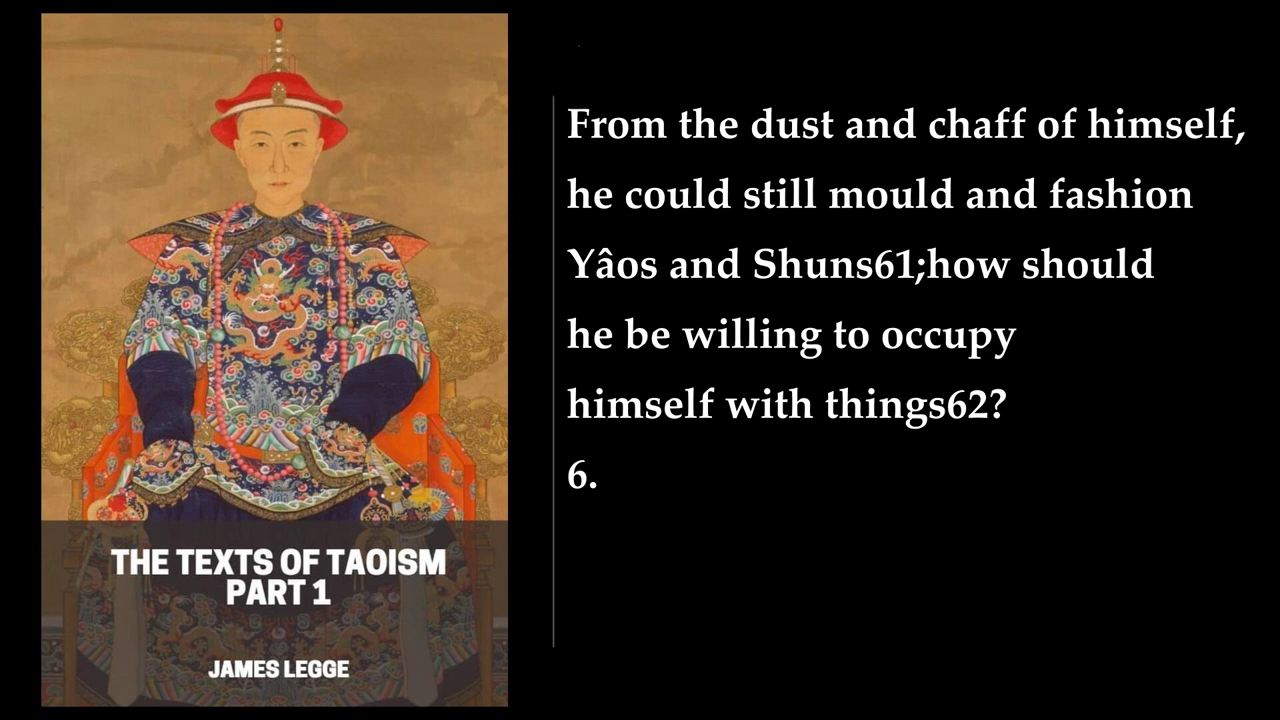 THE TEXTS OF TAOISM
PART 1
JAMES LEGGE
From the dust and chaff of himself,
he could still mould and fashion
Yâos and Shuns61;how should
he be willing to occupy
himself with things62?
6.